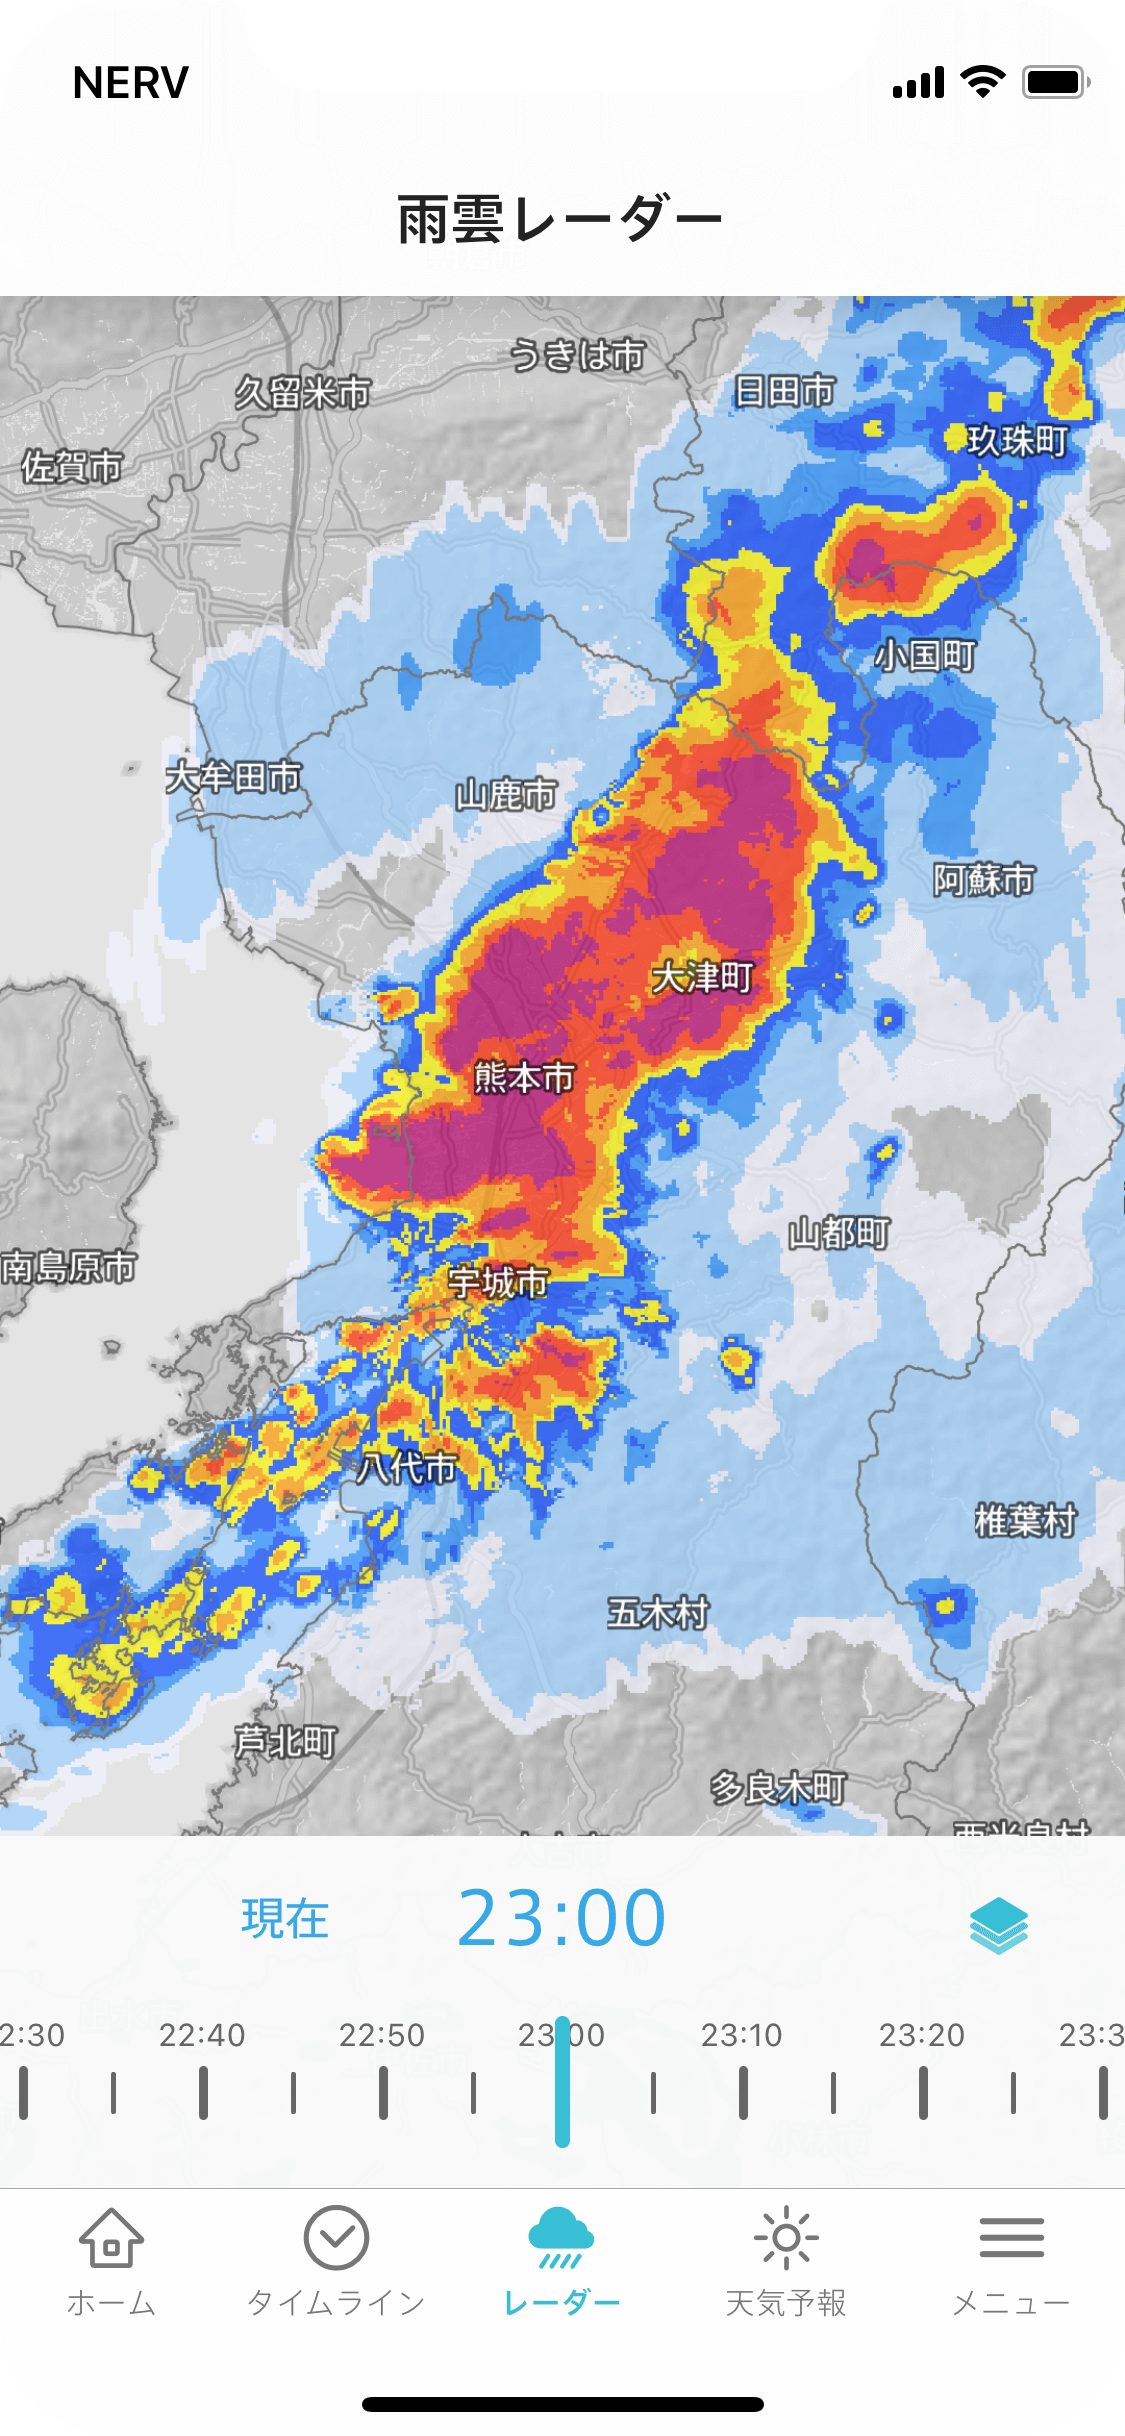 NERV
雨雲レーダー
うきは市
久留米市
日田市
玖珠町
佐賀市
小国町
大牟田市
山鹿市
阿蘇市
大津町
熊本市
山都町
南島原市
宇城市
八代市
椎葉村
五木村
芦北町
多良木町
西米良村
現在 23:00
2:30 22:40 22:50 23:00 23:10 23:20 23:3
ホーム タイムライン レーダー 天気予報 メニュー